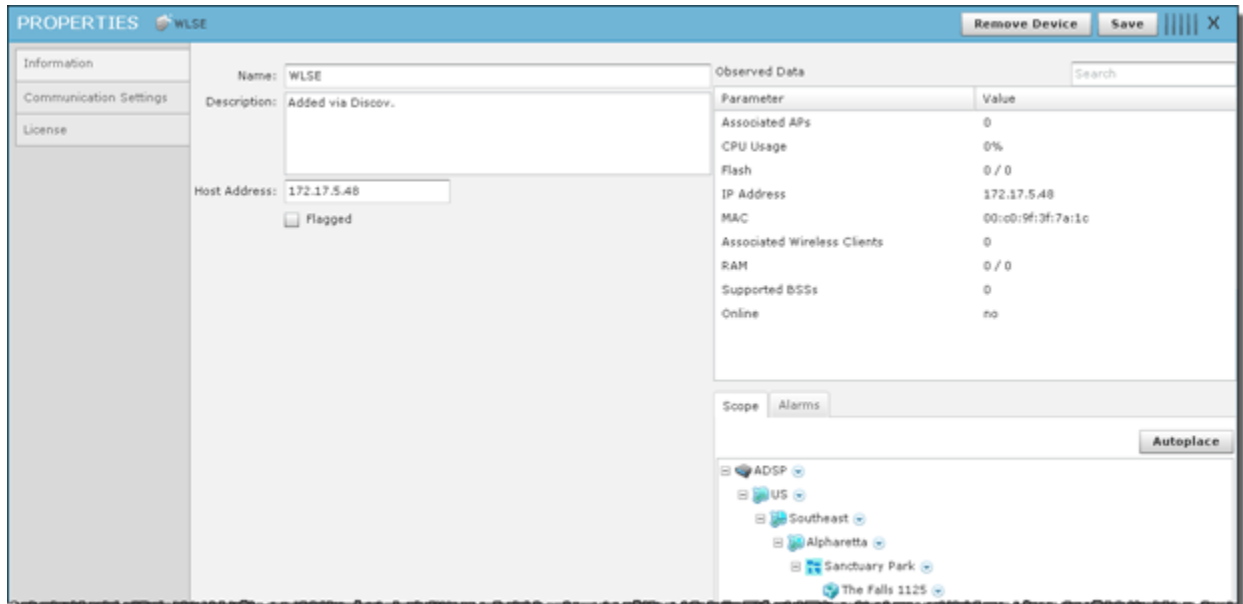 PROPERTIES WLSE Remove Device Save X
Information
Communication Settings
License
Name: WLSE
Description: Added via Discov.
Host Address: 172.17.5.48
Flagged
Observed Data Search
Parameter Value
Associated APs 0
CPU Usage 0%
Flash 0 / 0
IP Address 172.17.5.48
MAC 00:c0:9f:3f:7a:1c
Associated Wireless Clients 0
RAM 0 / 0
Supported BSSs 0
Online no
Scope Alarms
Autoplace
ADSP
US
Southeast
Alpharetta
Sanctuary Park
The Falls 1125